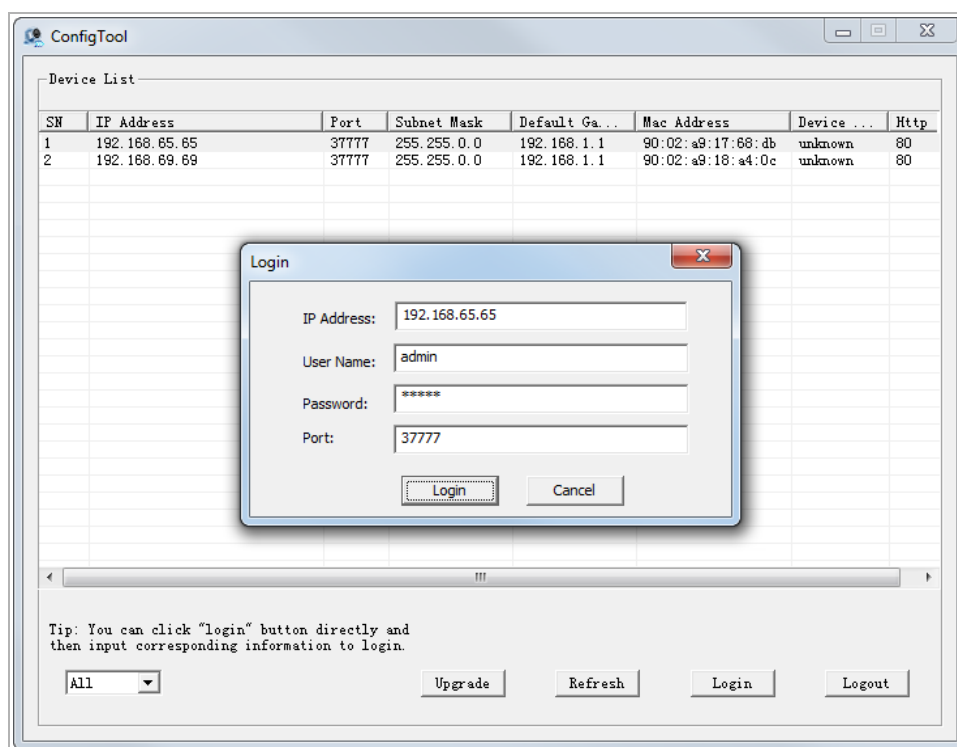 ConfigTool
Device List
SN IP Address Port Subnet Mask Default Ga... Mac Address Device ... Http
1 192.168.65.65 37777 255.255.0.0 192.168.1.1 90:02:a9:17:68:db unknown 80
2 192.168.69.69 37777 255.255.0.0 192.168.1.1 90:02:a9:18:a4:0c unknown 80
Login
IP Address: 192.168.65.65
User Name: admin
Password: *****
Port: 37777
Login Cancel
Tip: You can click "login" button directly and
then input corresponding information to login.
All Upgrade Refresh Login Logout